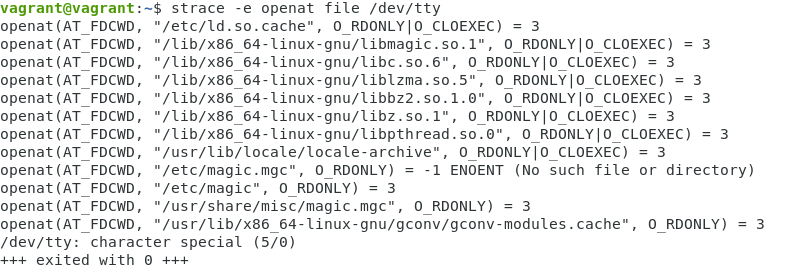 vagrant@vagrant:~$ strace -e openat file /dev/tty
openat(AT_FDCWD, "/etc/ld.so.cache", O_RDONLY|O_CLOEXEC) = 3
openat(AT_FDCWD, "/lib/x86_64-linux-gnu/libmagic.so.1", O_RDONLY|O_CLOEXEC) = 3
openat(AT_FDCWD, "/lib/x86_64-linux-gnu/libc.so.6", O_RDONLY|O_CLOEXEC) = 3
openat(AT_FDCWD, "/lib/x86_64-linux-gnu/liblzma.so.5", O_RDONLY|O_CLOEXEC) = 3
openat(AT_FDCWD, "/lib/x86_64-linux-gnu/libbz2.so.1.0", O_RDONLY|O_CLOEXEC) = 3
openat(AT_FDCWD, "/lib/x86_64-linux-gnu/libz.so.1", O_RDONLY|O_CLOEXEC) = 3
openat(AT_FDCWD, "/lib/x86_64-linux-gnu/libpthread.so.0", O_RDONLY|O_CLOEXEC) = 3
openat(AT_FDCWD, "/usr/lib/locale/locale-archive", O_RDONLY|O_CLOEXEC) = 3
openat(AT_FDCWD, "/etc/magic.mgc", O_RDONLY) = -1 ENOENT (No such file or directory)
openat(AT_FDCWD, "/etc/magic", O_RDONLY) = 3
openat(AT_FDCWD, "/usr/share/misc/magic.mgc", O_RDONLY) = 3
openat(AT_FDCWD, "/usr/lib/x86_64-linux-gnu/gconv/gconv-modules.cache", O_RDONLY) = 3
/dev/tty: character special (5/0)
+++ exited with 0 +++